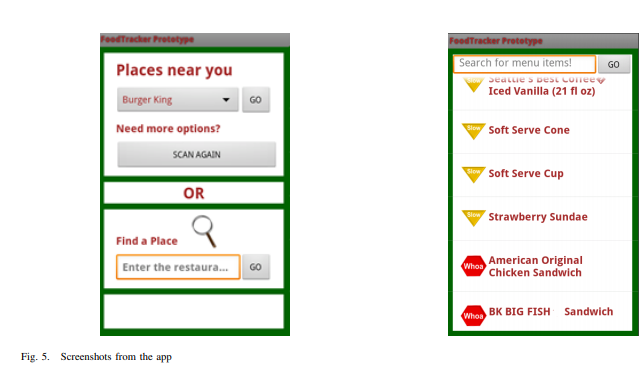 FoodTracker Prototype
Places near you
Burger King
GO
Need more options?
SCAN AGAIN
OR
Find a Place
Enter the restaura...
GO
FoodTracker Prototype
Search for menu items!
GO
Seattle's Best Coffee
Iced Vanilla (21 fl oz)
Slow
Soft Serve Cone
Slow
Soft Serve Cup
Slow
Strawberry Sundae
Whoa
American Original
Chicken Sandwich
Whoa
BK BIG FISH Sandwich
Fig. 5. Screenshots from the app